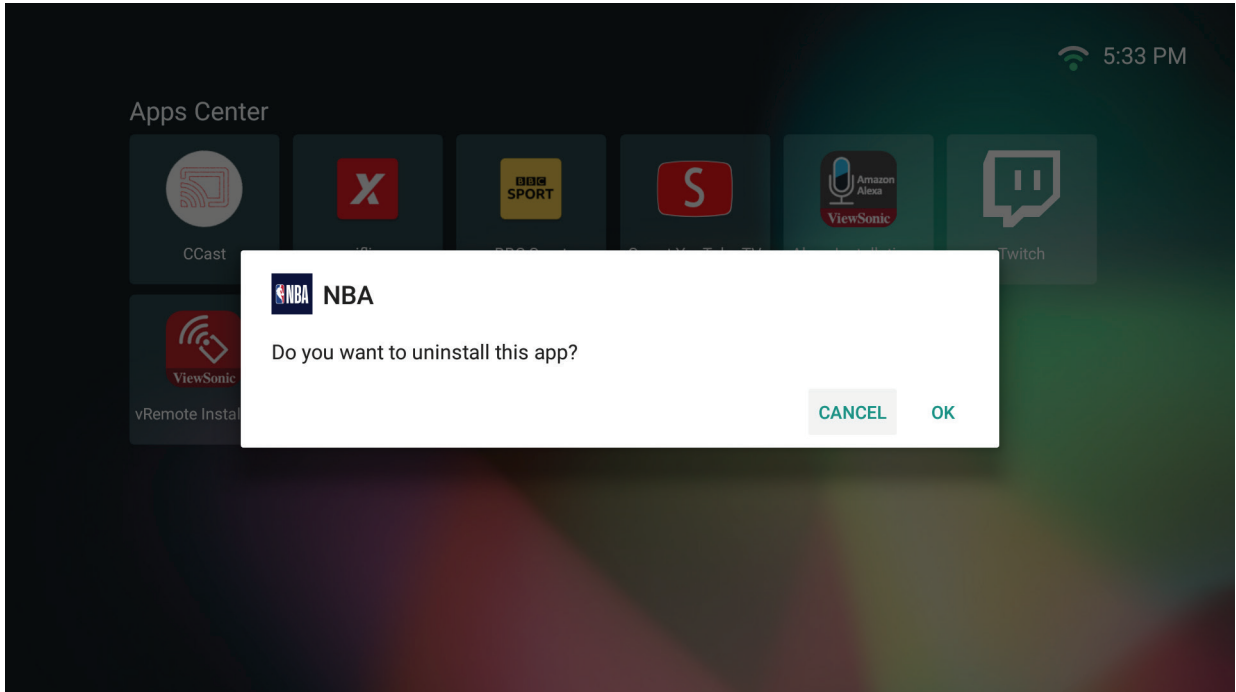 5:33 PM
Apps Center
BBC
SPORT
S
Amazon
Alexa
ViewSonic
CCast
Twitch
NBA NBA
Do you want to uninstall this app?
ViewSonic
vRemote Instal
CANCEL OK